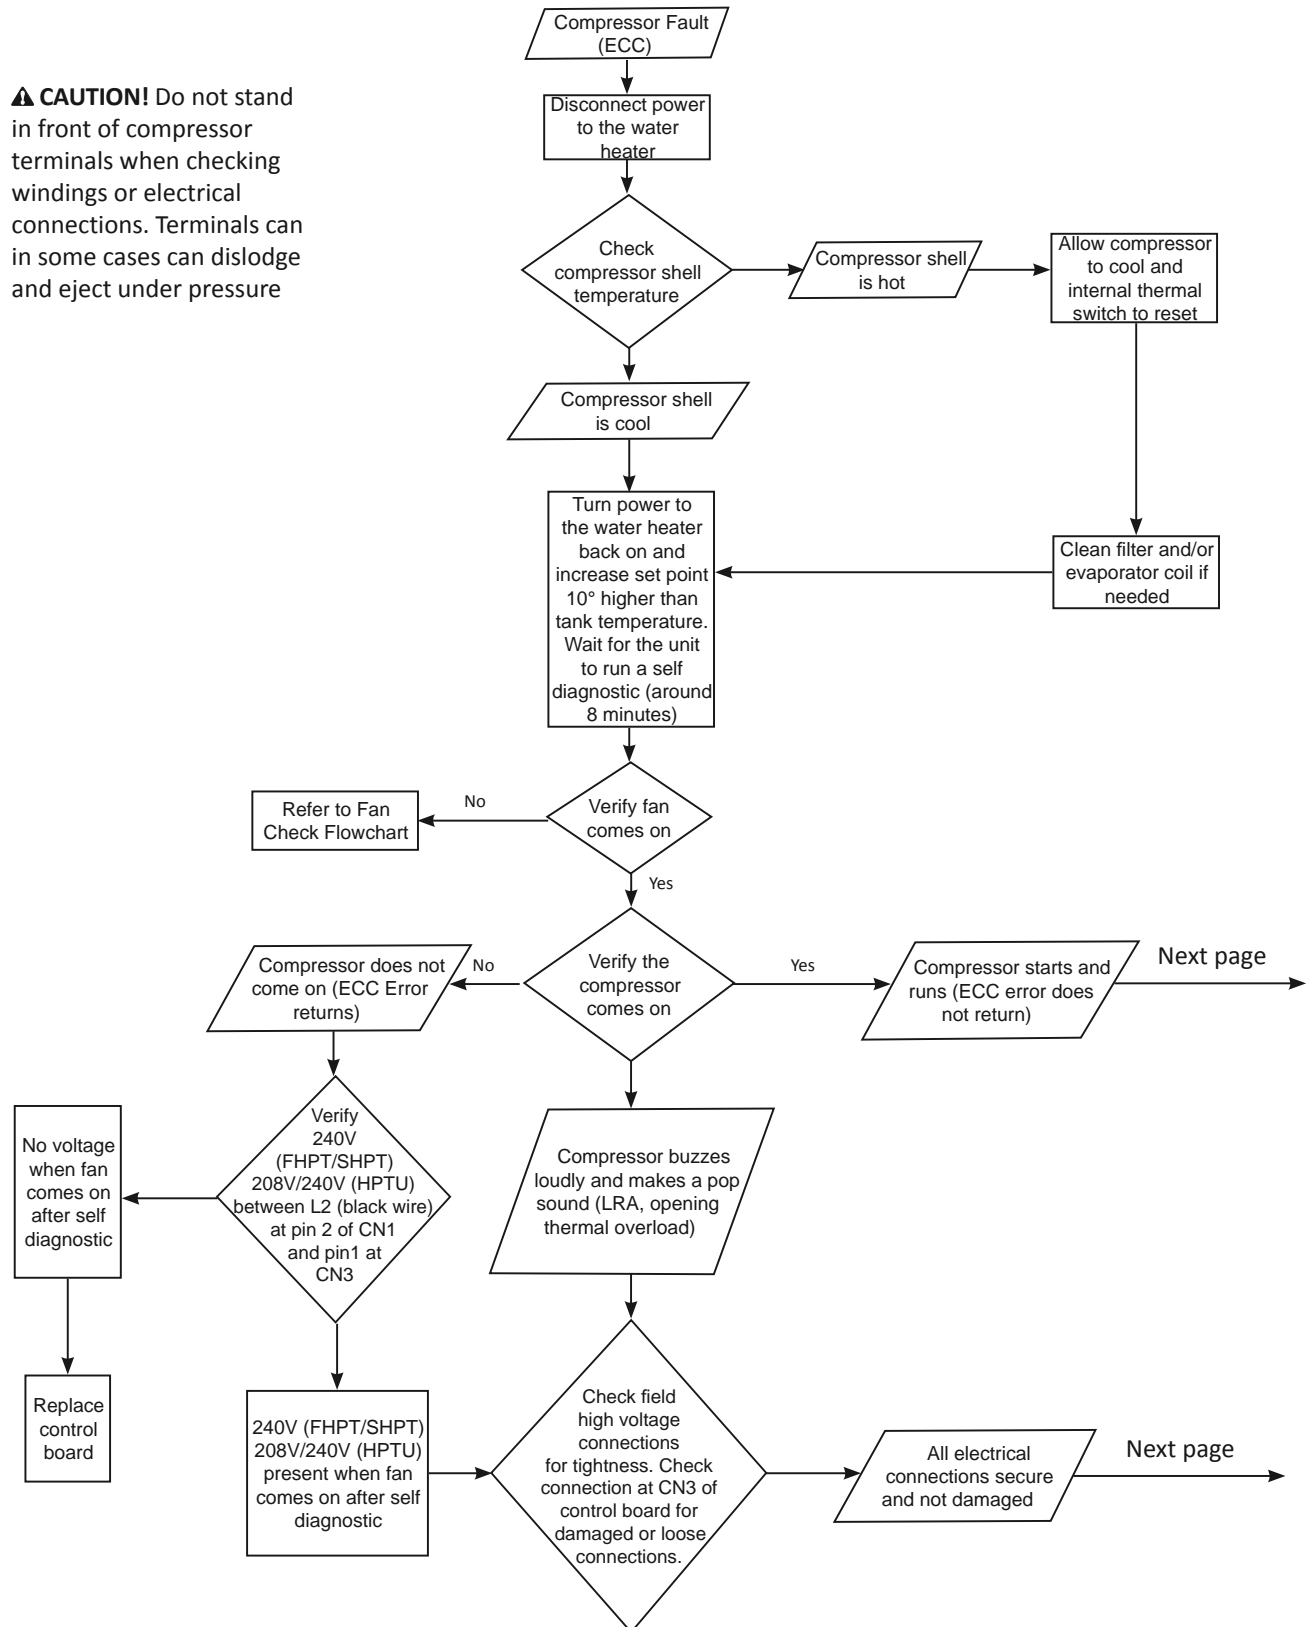 Compressor Fault
(ECC)
⚠ CAUTION! Do not stand
in front of compressor
terminals when checking
windings or electrical
connections. Terminals can
in some cases can dislodge
and eject under pressure
Disconnect power
to the water
heater
Check
compressor shell
temperature
Compressor shell
is hot
Allow compressor
to cool and
internal thermal
switch to reset
Compressor shell
is cool
Clean filter and/or
evaporator coil if
needed
Turn power to
the water heater
back on and
increase set point
10° higher than
tank temperature.
Wait for the unit
to run a self
diagnostic (around
8 minutes)
Verify fan
comes on
No
Refer to Fan
Check Flowchart
Yes
Verify the
compressor
comes on
No
Compressor does not
come on (ECC Error
returns)
Yes
Compressor starts and
runs (ECC error does
not return)
Next page
Verify
240V
(FHPT/SHPT)
208V/240V (HPTU)
between L2 (black wire)
at pin 2 of CN1
and pin1 at
CN3
No voltage
when fan
comes on
after self
diagnostic
Compressor buzzes
loudly and makes a pop
sound (LRA, opening
thermal overload)
Replace
control
board
240V (FHPT/SHPT)
208V/240V (HPTU)
present when fan
comes on after self
diagnostic
Check field
high voltage
connections
for tightness. Check
connection at CN3 of
control board for
damaged or loose
connections.
All electrical
connections secure
and not damaged
Next page